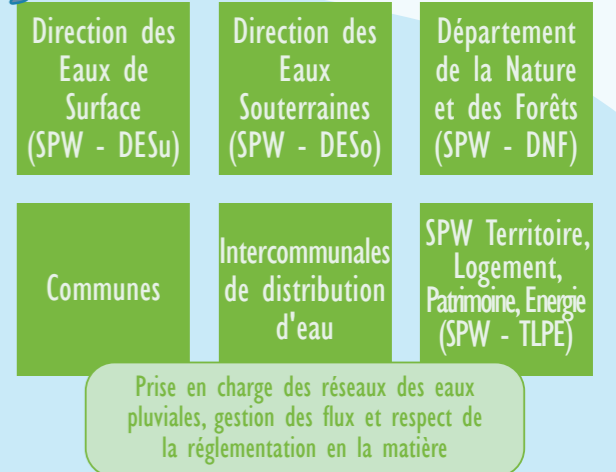 Direction des
Eaux de
Surface
(SPW - DESu)
Direction des
Eaux
Souterraines
(SPW - DESo)
Département
de la Nature
et des Forêts
(SPW - DNF)
Communes
Intercommunales
de distribution
d'eau
SPW Territoire,
Logement,
Patrimoine, Energie
(SPW - TLPE)
Prise en charge des réseaux des eaux
pluviales, gestion des flux et respect de
la réglementation en la matière